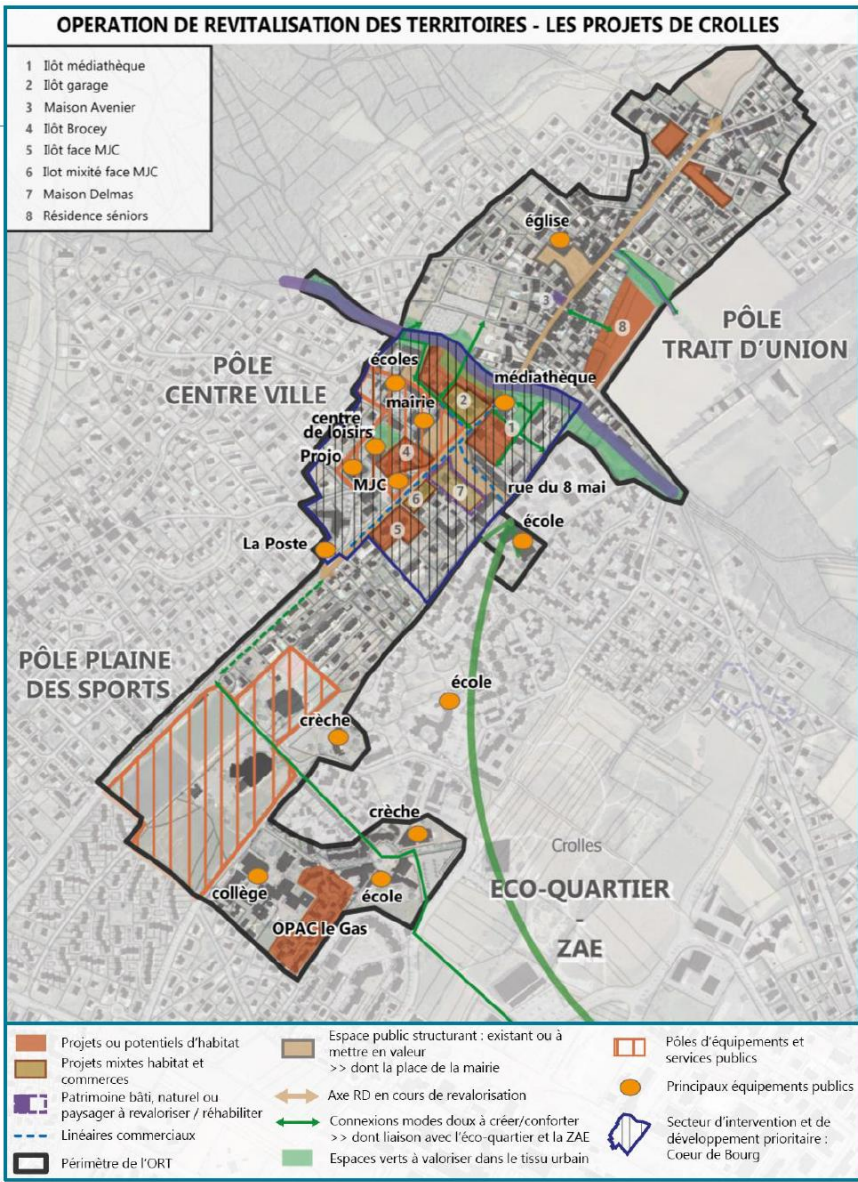 OPERATION DE REVITALISATION DES TERRITOIRES - LES PROJETS DE CROLLES
1 Ilôt médiathèque
2 Ilôt garage
3 Maison Avenier
4 Ilôt Brocey
5 Ilôt face MJC
6 Ilot mixité face MJC
7 Maison Delmas
8 Résidence séniors
église
3
8
PÔLE
TRAIT D'UNION
PÔLE
CENTRE VILLE
écoles
médiathèque
2
mairie
1
centre
de loisirs
4
Projo
MJC
7
rue du 8 mai
6
5
école
La Poste
PÔLE PLAINE
DES SPORTS
école
crèche
crèche
Crolles
ECO-QUARTIER
-
ZAE
collège
école
OPAC le Gas
Projets ou potentiels d'habitat
Projets mixtes habitat et
commerces
Patrimoine bâti, naturel ou
paysager à revaloriser / réhabiliter
Linéaires commerciaux
Périmètre de l'ORT
Espace public structurant : existant ou à
mettre en valeur
>> dont la place de la mairie
Axe RD en cours de revalorisation
Connexions modes doux à créer/conforter
>> dont liaison avec l'éco-quartier et la ZAE
Espaces verts à valoriser dans le tissu urbain
Pôles d'équipements et
services publics
Principaux équipements publics
Secteur d'intervention et de
développement prioritaire :
Coeur de Bourg